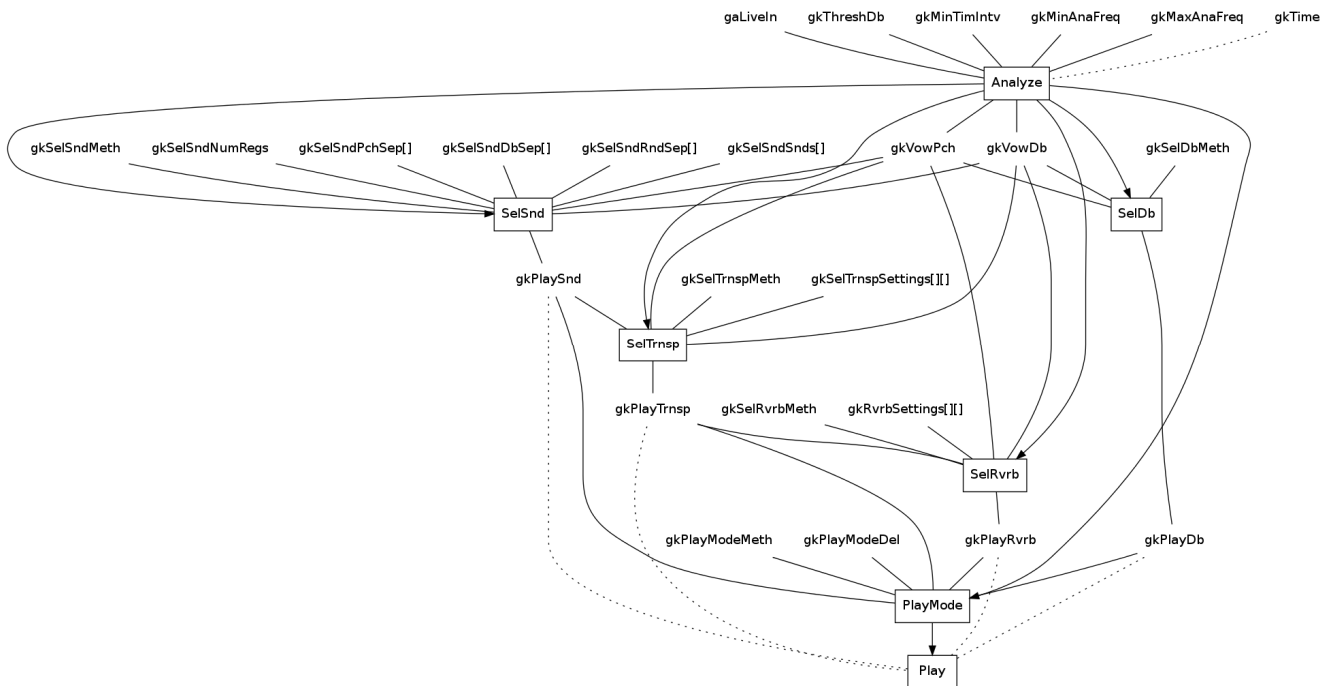 gaLiveIn gkThreshDb gkMinTimIntv gkMinAnaFreq gkMaxAnaFreq gkTime
Analyze
gkSelSndMeth gkSelSndNumRegs gkSelSndPchSep[] gkSelSndDbSep[] gkSelSndRndSep[] gkSelSndSnds[] gkVowPch gkVowDb gkSelDbMeth
SelSnd SelDb
gkPlaySnd gkSelTrnspMeth gkSelTrnspSettings[][]
SelTrnsp
gkPlayTrnsp gkSelRvrbMeth gkRvrbSettings[][]
SelRvrb
gkPlayModeMeth gkPlayModeDel gkPlayRvrb gkPlayDb
PlayMode
Play